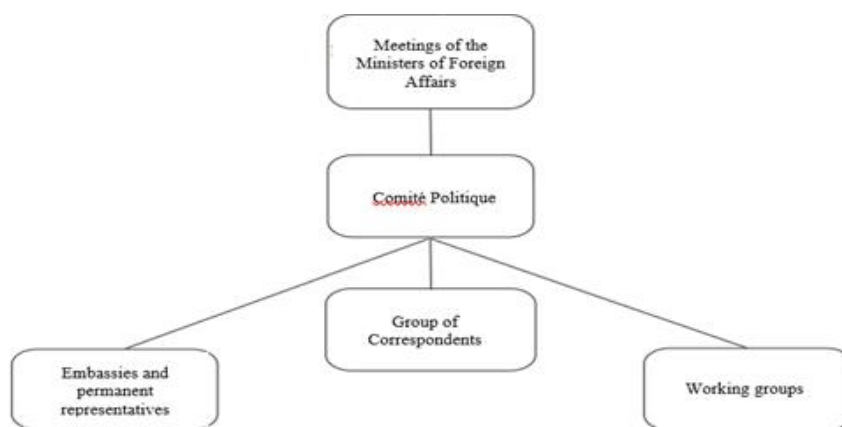 Meetings of the
Ministers of Foreign
Affairs
Comité Politique
Group of
Correspondents
Embassies and
permanent
representatives
Working groups